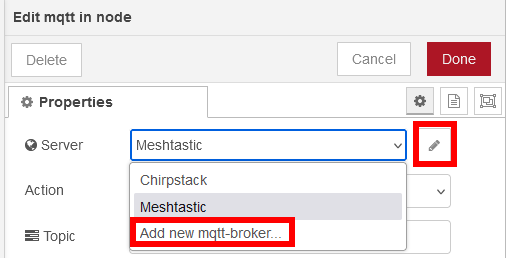 Edit mqtt in node
Delete
Cancel
Done
Properties
Server
Meshtastic
Chirpstack
Meshtastic
Add new mqtt-broker...
Action
Topic